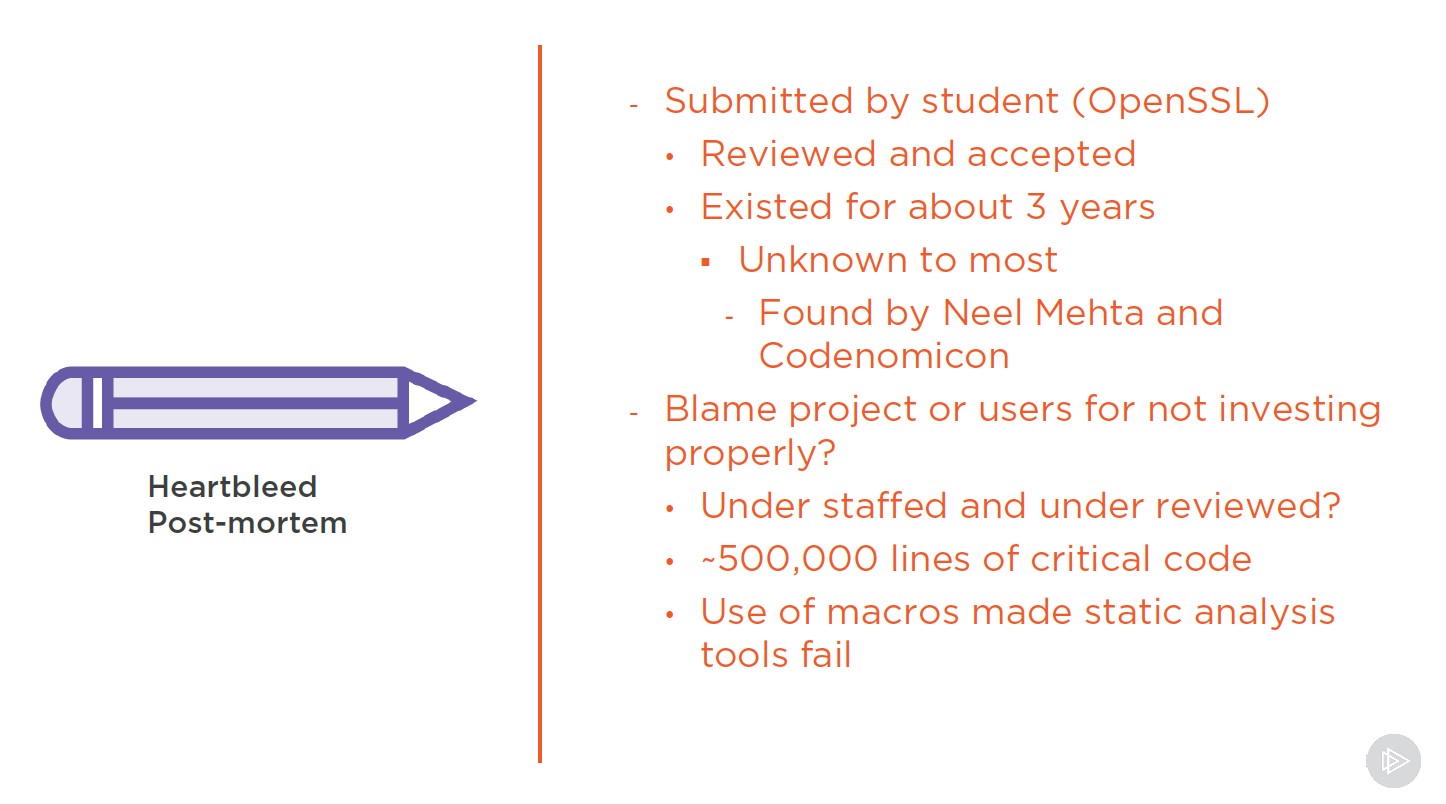 Heartbleed
Post-mortem
- Submitted by student (OpenSSL)
• Reviewed and accepted
• Existed for about 3 years
▪ Unknown to most
- Found by Neel Mehta and
Codenomicon
- Blame project or users for not investing
properly?
• Under staffed and under reviewed?
• ~500,000 lines of critical code
• Use of macros made static analysis
tools fail